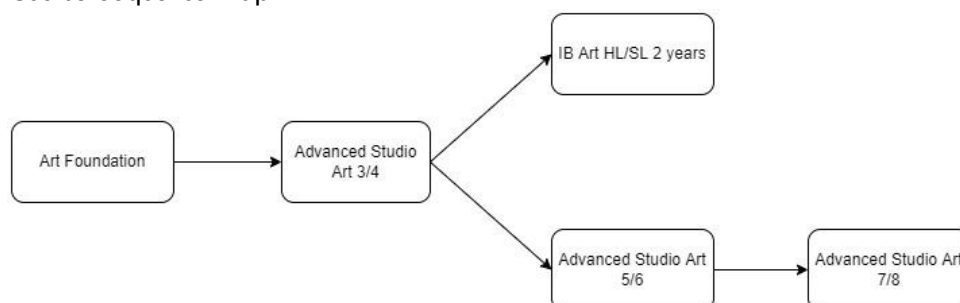 IB Art HL/SL 2 years
Art Foundation
Advanced Studio
Art 3/4
Advanced Studio Art
5/6
Advanced Studio Art
7/8